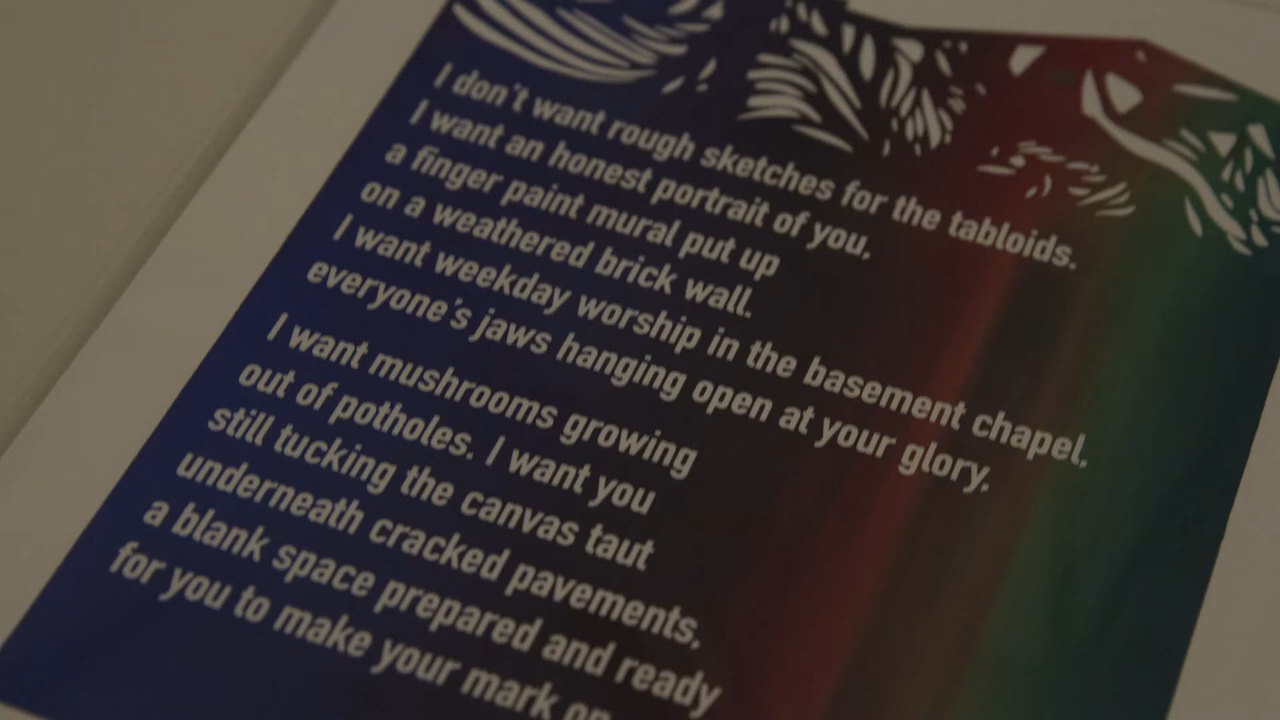 I don't want rough sketches for the tabloids.
I want an honest portrait of you,
a finger paint mural put up
on a weathered brick wall.
I want weekday worship in the basement chapel,
everyone's jaws hanging open at your glory.
I want mushrooms growing
out of potholes. I want you
still tucking the canvas taut
underneath cracked pavements,
a blank space prepared and ready
for you to make your mark on